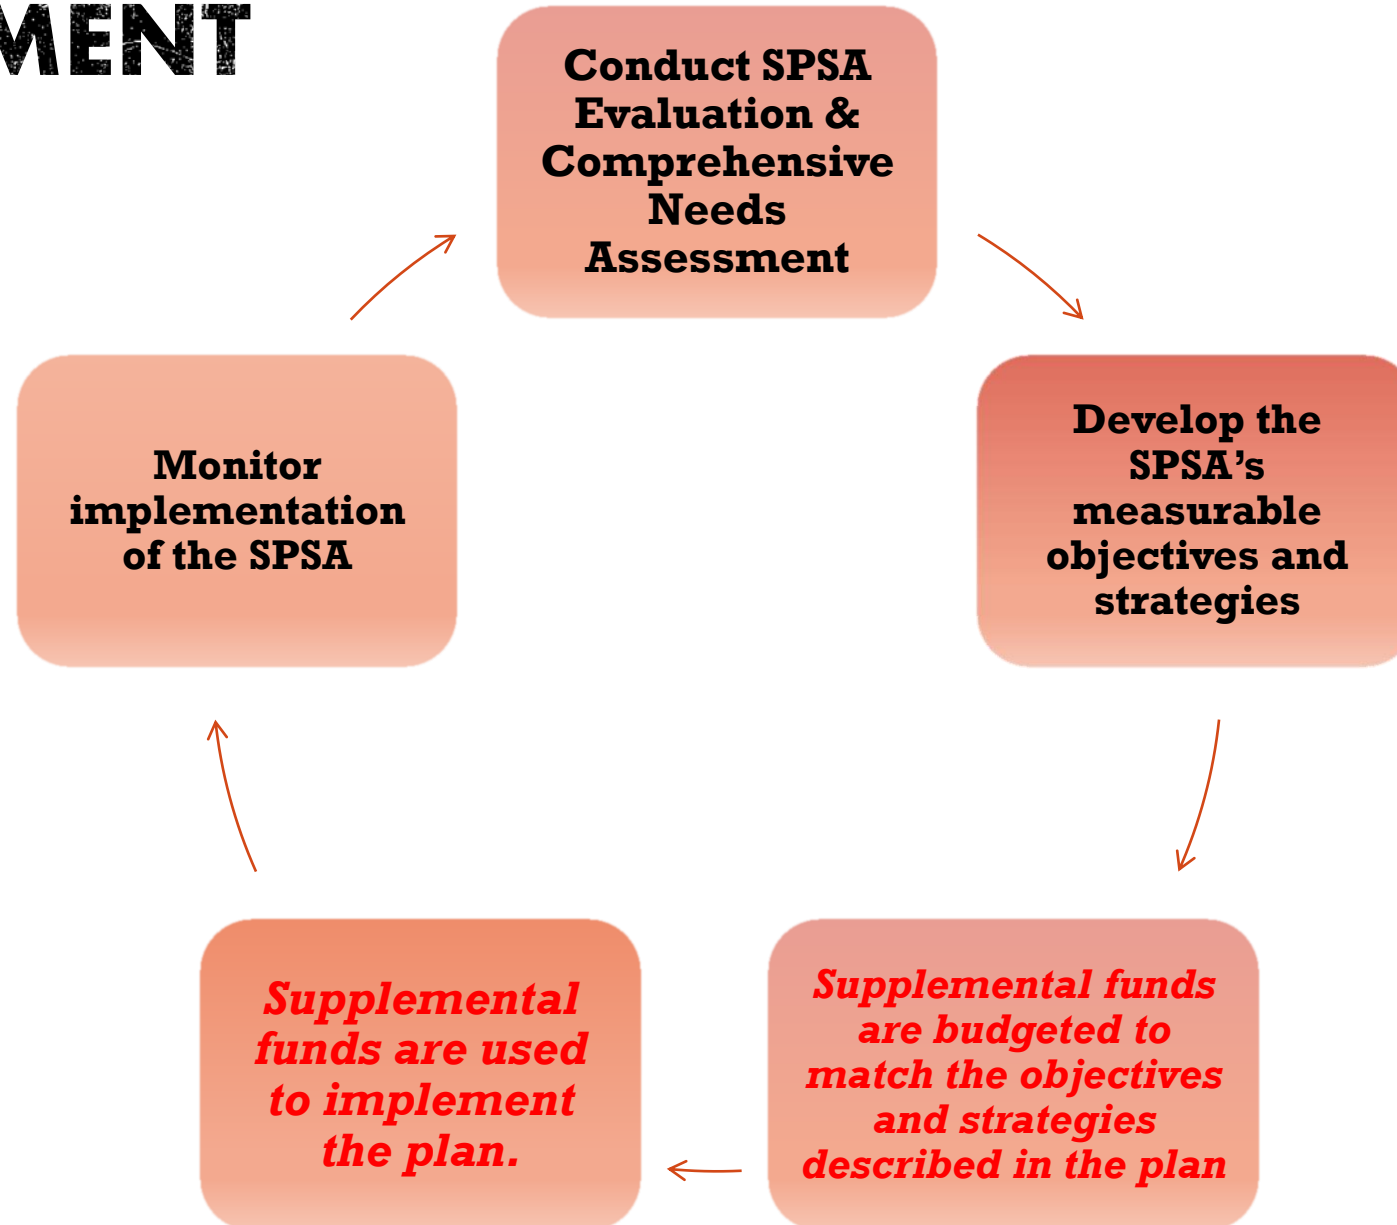 MENT
Conduct SPSA
Evaluation &
Comprehensive
Needs
Assessment
Develop the
SPSA’s
measurable
objectives and
strategies
Supplemental funds
are budgeted to
match the objectives
and strategies
described in the plan
Supplemental
funds are used
to implement
the plan.
Monitor
implementation
of the SPSA